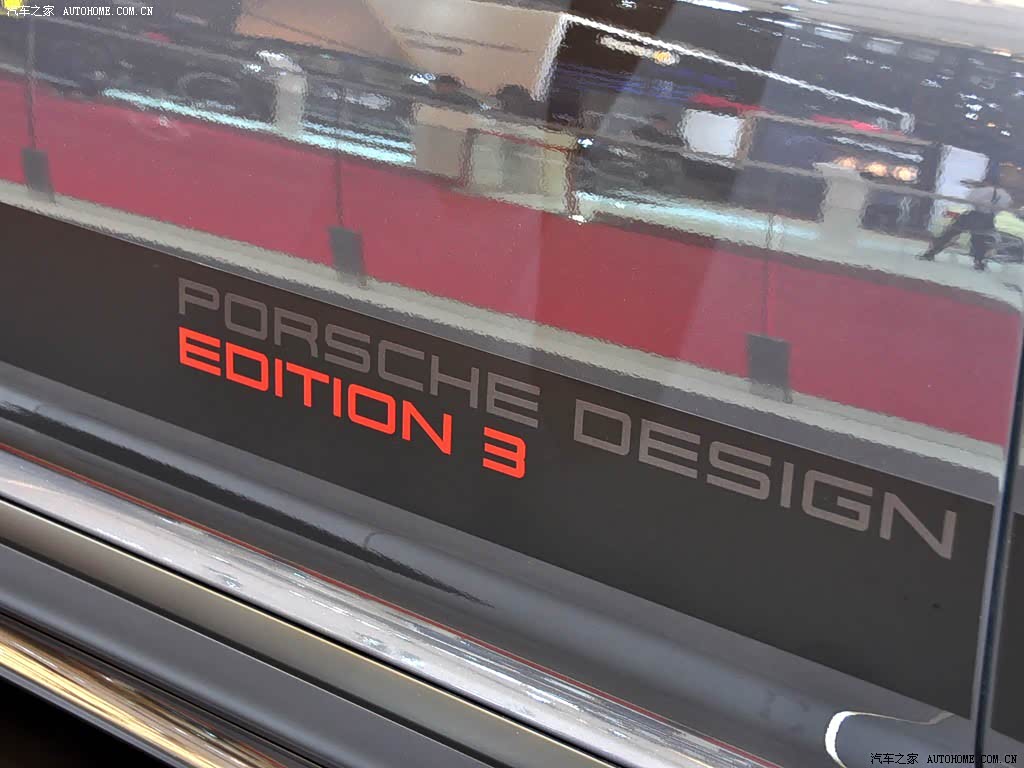 汽车之家 AUTOHOME.COM.CN
PORSCHE DESIGN
EDITION 3
汽车之家 AUTOHOME.COM.CN